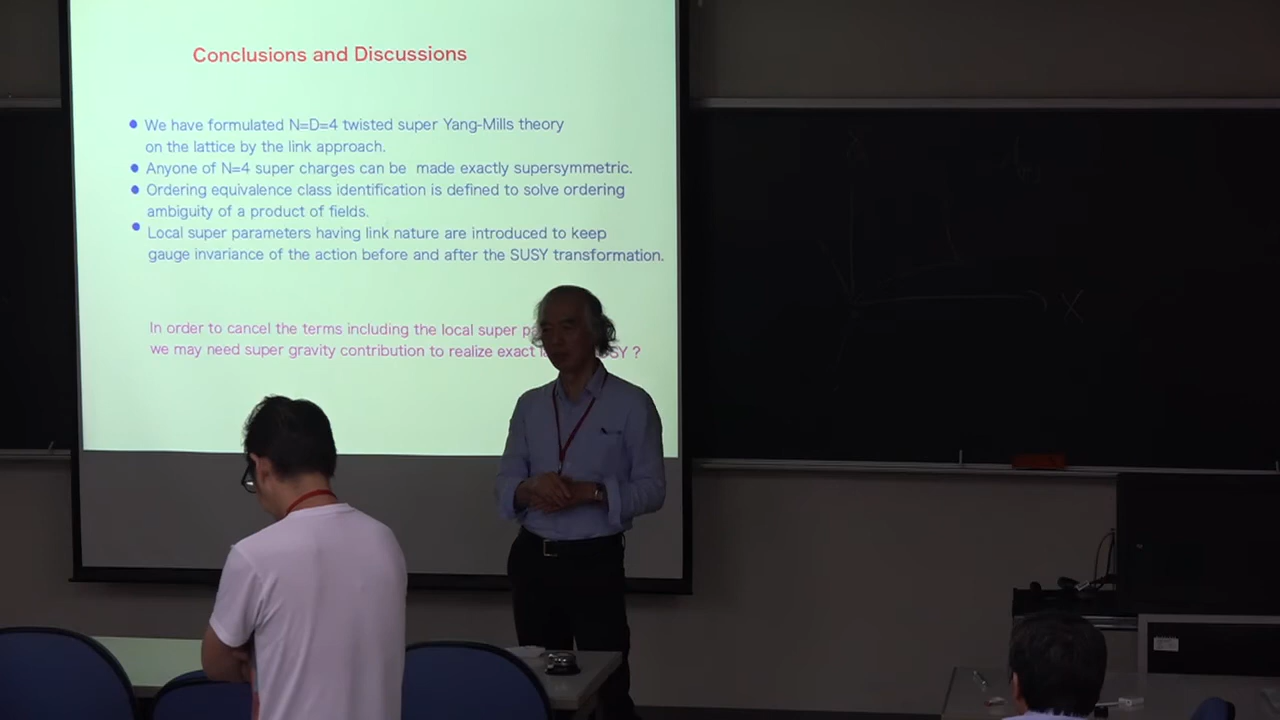 Conclusions and Discussions
• We have formulated N=D=4 twisted super Yang-Mills theory
on the lattice by the link approach.
• Anyone of N=4 super charges can be made exactly supersymmetric.
• Ordering equivalence class identification is defined to solve ordering
ambiguity of a product of fields.
• Local super parameters having link nature are introduced to keep
gauge invariance of the action before and after the SUSY transformation.
In order to cancel the terms including the local super
we may need super gravity contribution to realize exact SUSY ?
X